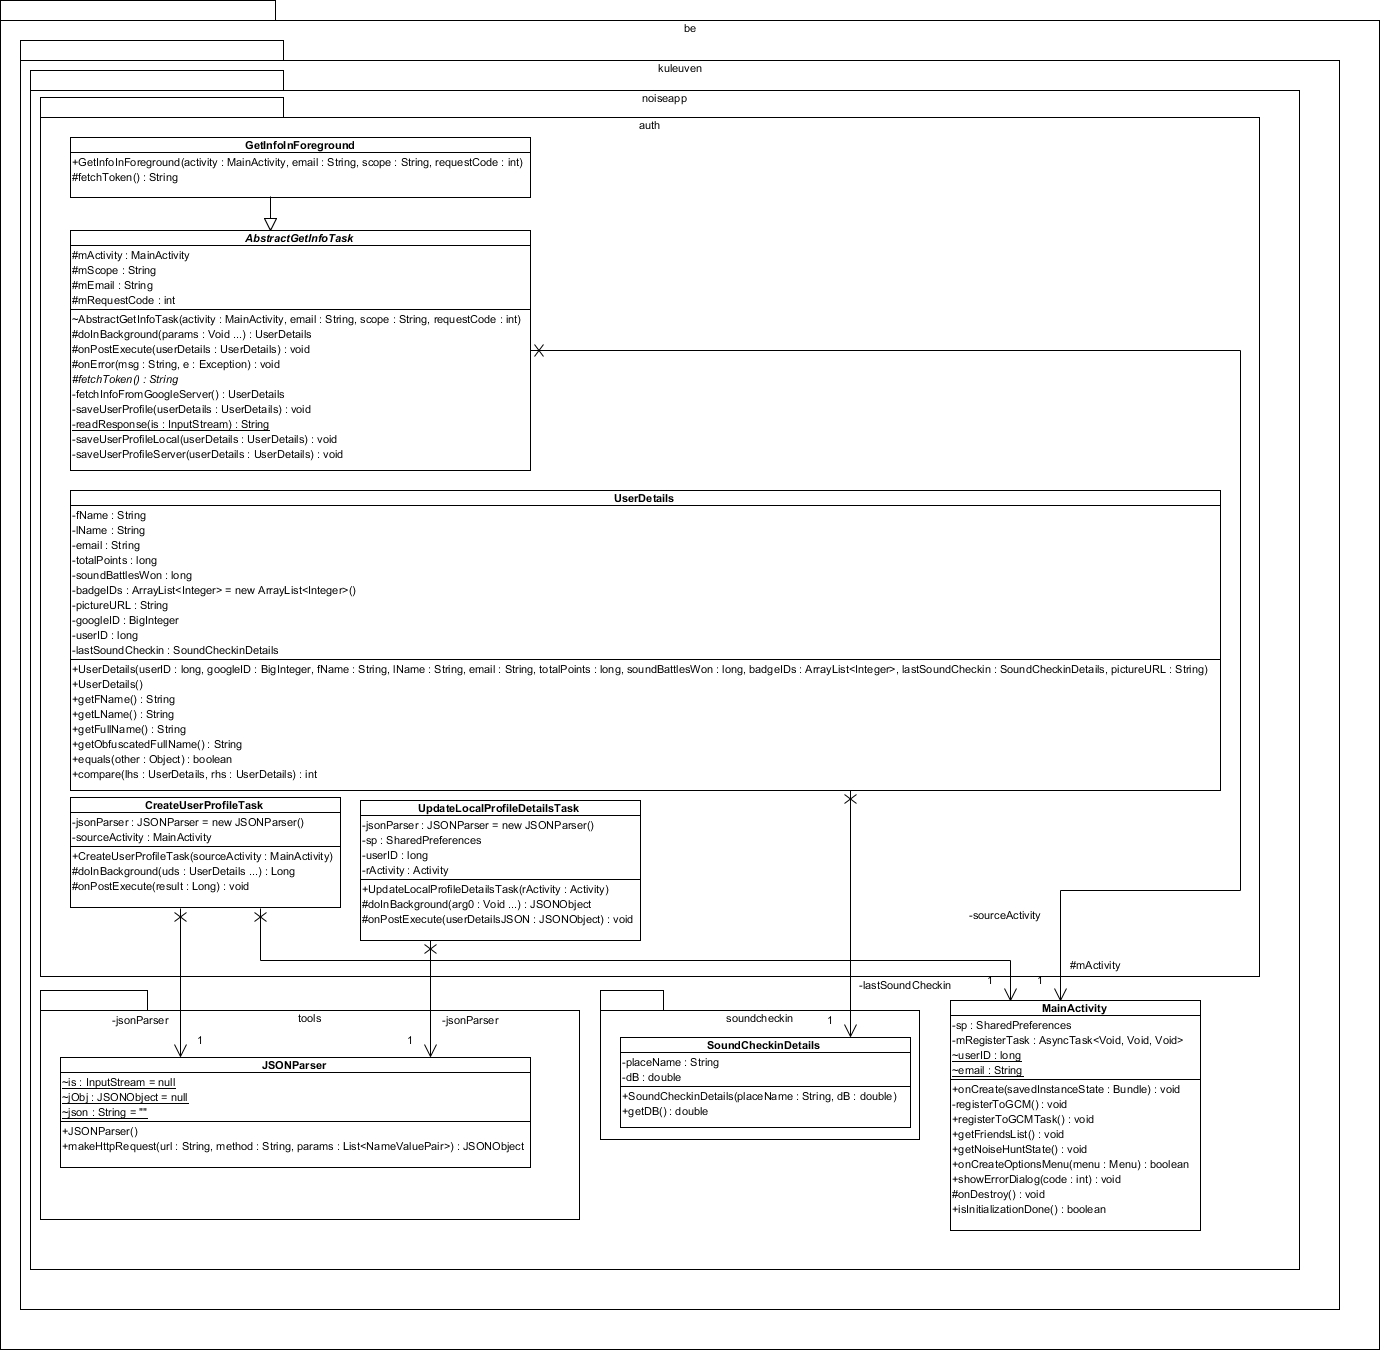 be
kuleuven
noiseapp
auth
GetInfoInForeground
+GetInfoInForeground(activity : MainActivity, email : String, scope : String, requestCode : int)
#fetchToken() : String
AbstractGetInfoTask
#mActivity : MainActivity
#mScope : String
#mEmail : String
#mRequestCode : int
~AbstractGetInfoTask(activity : MainActivity, email : String, scope : String, requestCode : int)
#doInBackground(params : Void ...) : UserDetails
#onPostExecute(userDetails : UserDetails) : void
#onError(msg : String, e : Exception) : void
#fetchToken() : String
-fetchInfoFromGoogleServer() : UserDetails
-saveUserProfile(userDetails : UserDetails) : void
-readResponse(is : InputStream) : String
-saveUserProfileLocal(userDetails : UserDetails) : void
-saveUserProfileServer(userDetails : UserDetails) : void
UserDetails
-fName : String
-lName : String
-email : String
-totalPoints : long
-soundBattlesWon : long
-badgeIDs : ArrayList<Integer> = new ArrayList<Integer>()
-pictureURL : String
-googleID : BigInteger
-userID : long
-lastSoundCheckin : SoundCheckinDetails
+UserDetails(userID : long, googleID : BigInteger, fName : String, lName : String, email : String, totalPoints : long, soundBattlesWon : long, badgeIDs : ArrayList<Integer>, lastSoundCheckin : SoundCheckinDetails, pictureURL : String)
+UserDetails()
+getFName() : String
+getLName() : String
+getFullName() : String
+getObfuscatedFullName() : String
+equals(other : Object) : boolean
+compare(lhs : UserDetails, rhs : UserDetails) : int
CreateUserProfileTask
-jsonParser : JSONParser = new JSONParser()
-sourceActivity : MainActivity
+CreateUserProfileTask(sourceActivity : MainActivity)
#doInBackground(uds : UserDetails ...) : Long
#onPostExecute(result : Long) : void
UpdateLocalProfileDetailsTask
-jsonParser : JSONParser = new JSONParser()
-sp : SharedPreferences
-userID : long
-rActivity : Activity
+UpdateLocalProfileDetailsTask(rActivity : Activity)
#doInBackground(arg0 : Void ...) : JSONObject
#onPostExecute(userDetailsJSON : JSONObject) : void
-sourceActivity
#mActivity
1
1
-lastSoundCheckin
1
-jsonParser
1
-jsonParser
1
tools
JSONParser
~is : InputStream = null
~jObj : JSONObject = null
~json : String = ""
+JSONParser()
+makeHttpRequest(url : String, method : String, params : List<NameValuePair>) : JSONObject
soundcheckin
SoundCheckinDetails
-placeName : String
-dB : double
+SoundCheckinDetails(placeName : String, dB : double)
+getDB() : double
MainActivity
-sp : SharedPreferences
-mRegisterTask : AsyncTask<Void, Void, Void>
~userID : long
~email : String
+onCreate(savedInstanceState : Bundle) : void
-registerToGCM() : void
+registerToGCMTask() : void
+getFriendsList() : void
+getNoiseHuntState() : void
+onCreateOptionsMenu(menu : Menu) : boolean
+showErrorDialog(code : int) : void
#onDestroy() : void
+isInitializationDone() : boolean